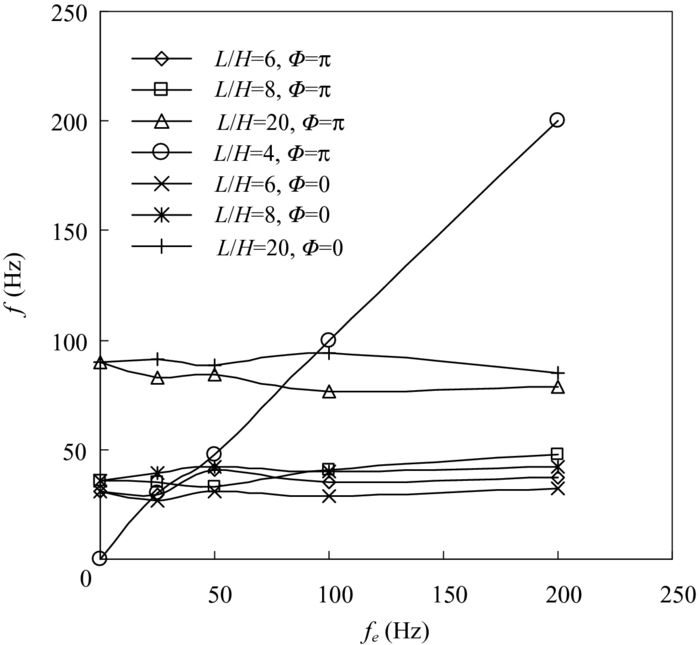 250
200
150
100
50
0
f (Hz)
L/H=6, Φ=π
L/H=8, Φ=π
L/H=20, Φ=π
L/H=4, Φ=π
L/H=6, Φ=0
L/H=8, Φ=0
L/H=20, Φ=0
50 100 150 200 250
fe (Hz)